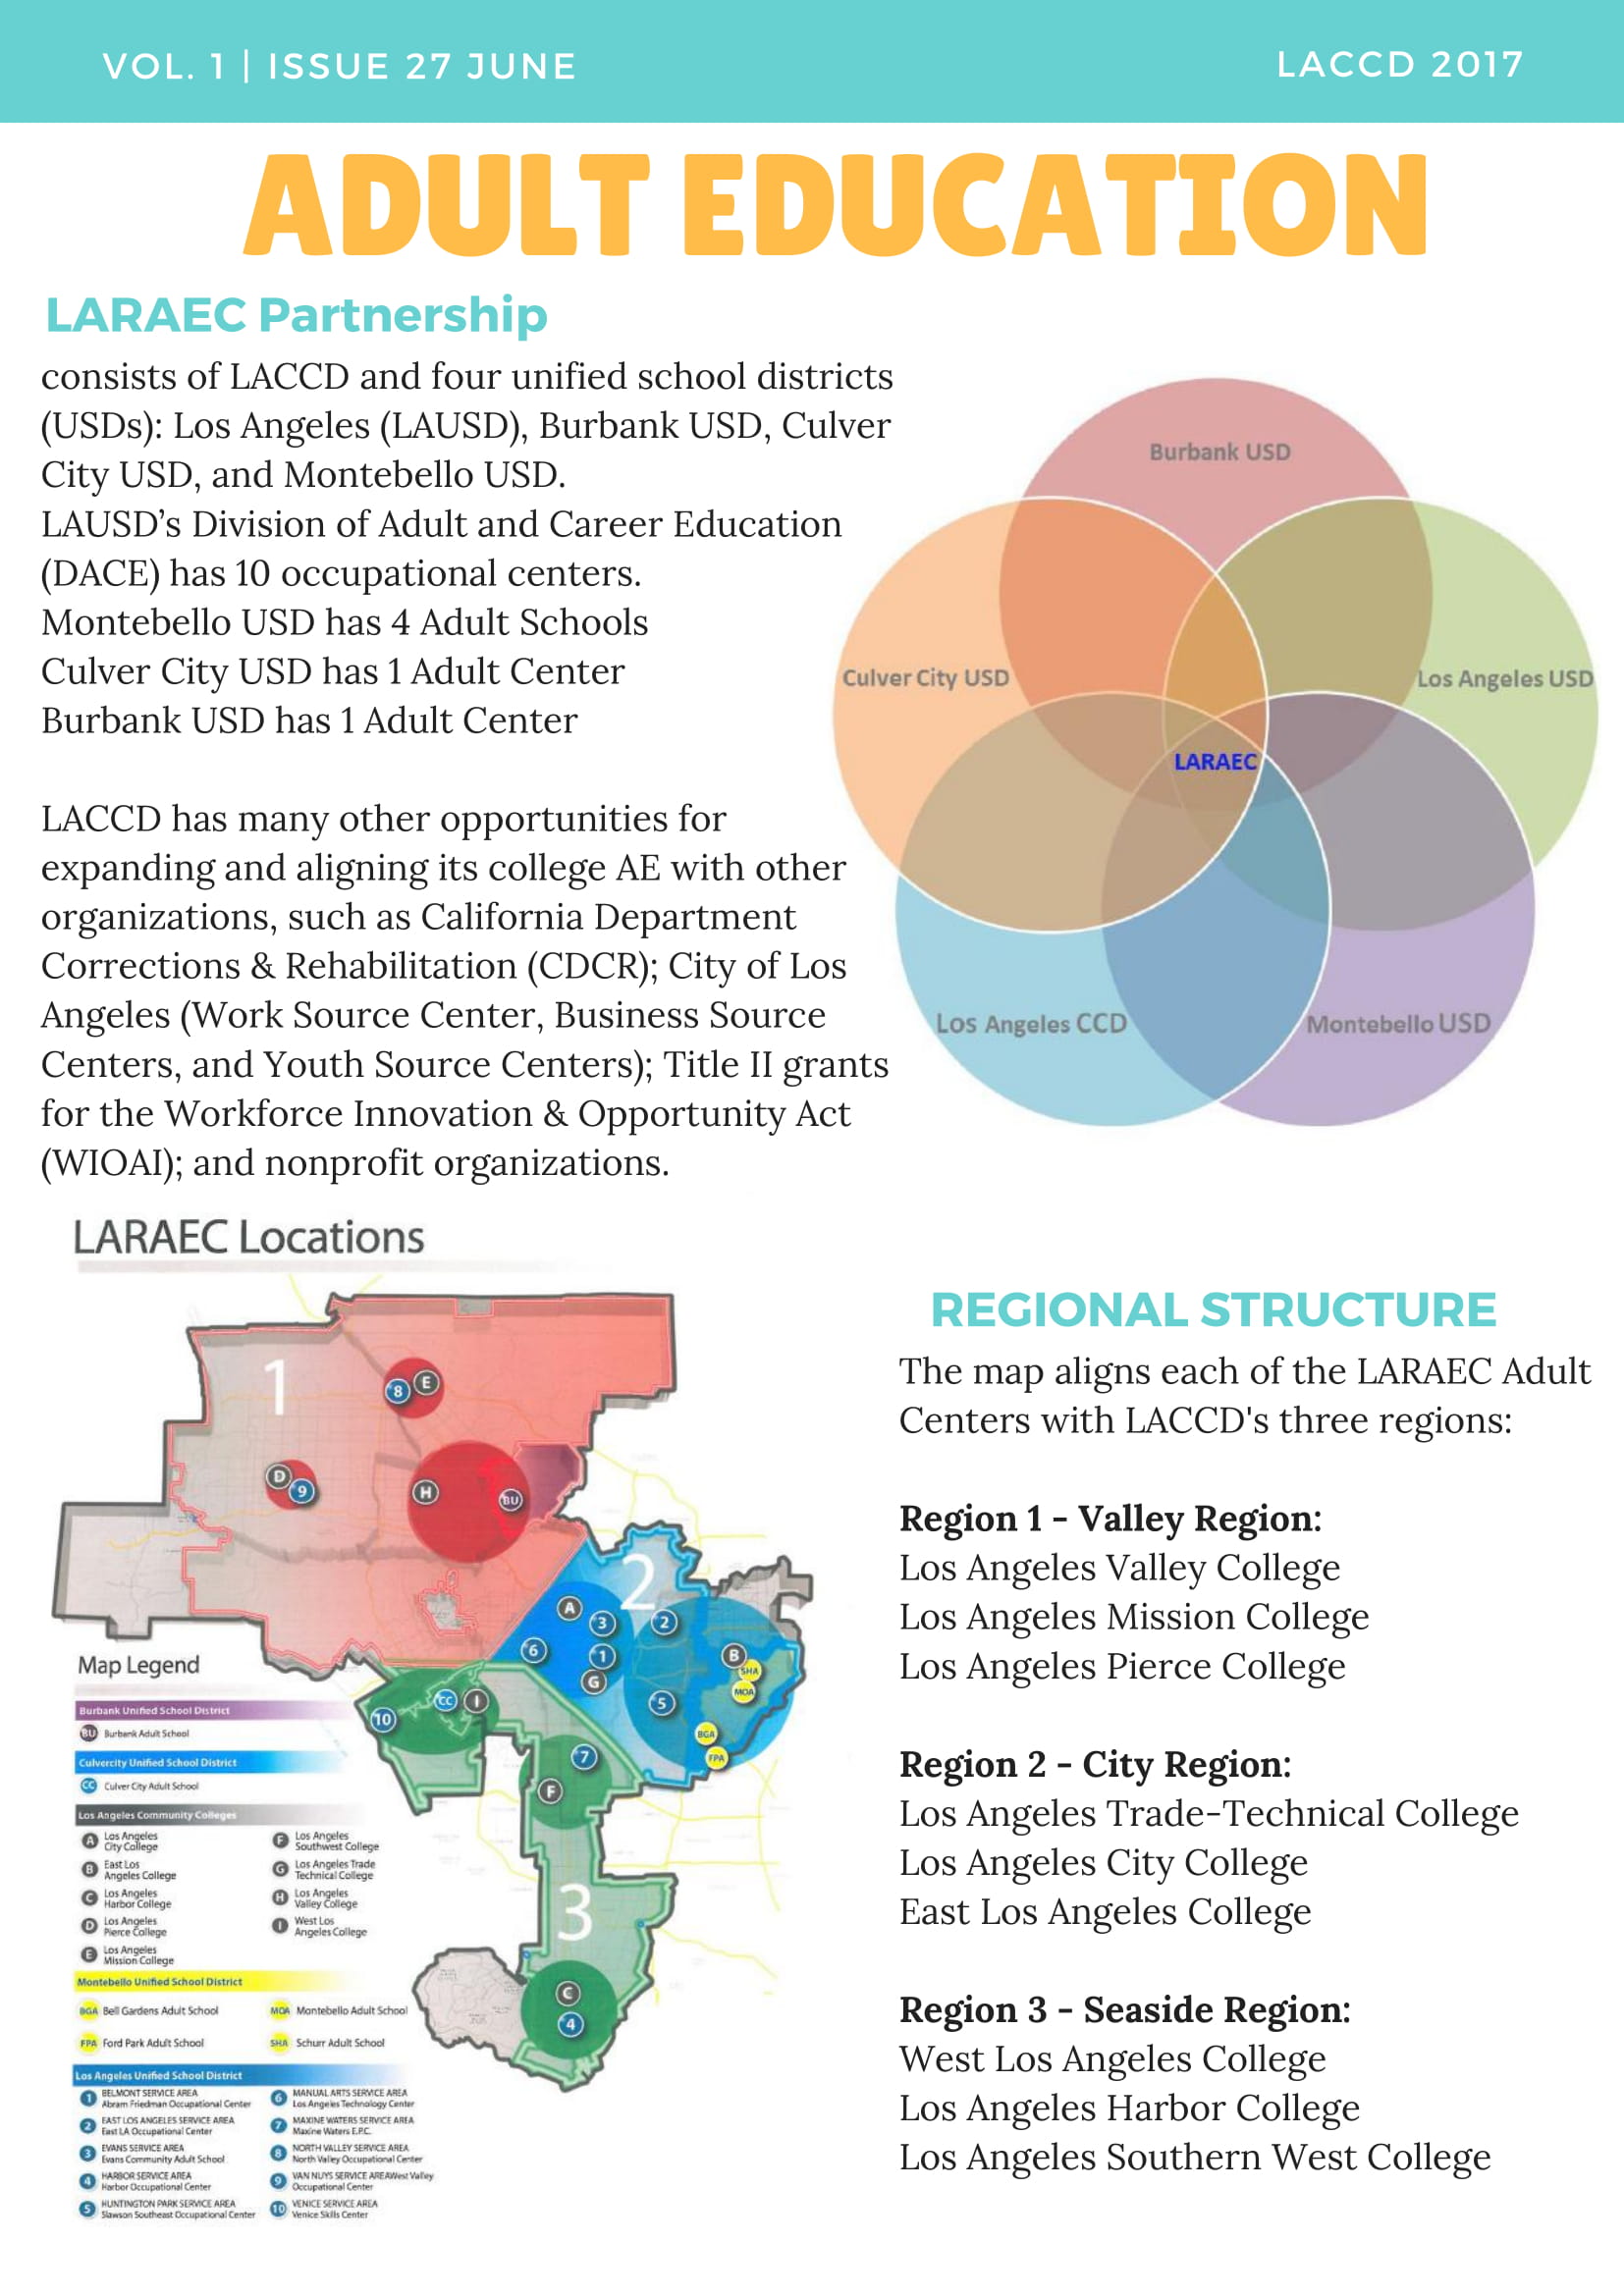 VOL. 1 | ISSUE 27 JUNE
LACCD 2017
ADULT EDUCATION
LARAEC Partnership
consists of LACCD and four unified school districts
(USDs): Los Angeles (LAUSD), Burbank USD, Culver
City USD, and Montebello USD.
LAUSD’s Division of Adult and Career Education
(DACE) has 10 occupational centers.
Montebello USD has 4 Adult Schools
Culver City USD has 1 Adult Center
Burbank USD has 1 Adult Center
LACCD has many other opportunities for
expanding and aligning its college AE with other
organizations, such as California Department
Corrections & Rehabilitation (CDCR); City of Los
Angeles (Work Source Center, Business Source
Centers, and Youth Source Centers); Title II grants
for the Workforce Innovation & Opportunity Act
(WIOAI); and nonprofit organizations.
Burbank USD
Culver City USD
Los Angeles USD
LARAEC
Los Angeles CCD
Montebello USD
LARAEC Locations
1
8 E
D
9
H
BU
2
A
3
2
6
1
B
G
SHA
MOA
5
CC I
10
BGA
7
FPA
F
3
C
4
Map Legend
Burbank Unified School District
BU Burbank Adult School
Culvercity Unified School District
CC Culver City Adult School
Los Angeles Community Colleges
A Los Angeles
City College
B East Los
Angeles College
C Los Angeles
Harbor College
D Los Angeles
Pierce College
E Los Angeles
Mission College
F Los Angeles
Southwest College
G Los Angeles Trade
Technical College
H Los Angeles
Valley College
I West Los
Angeles College
Montebello Unified School District
BGA Bell Gardens Adult School
MOA Montebello Adult School
FPA Ford Park Adult School
SHA Schurr Adult School
Los Angeles Unified School District
1 BELMONT SERVICE AREA
Abram Friedman Occupational Center
2 EAST LOS ANGELES SERVICE AREA
East LA Occupational Center
3 EVANS SERVICE AREA
Evans Community Adult School
4 HARBOR SERVICE AREA
Harbor Occupational Center
5 HUNTINGTON PARK SERVICE AREA
Slawson Southeast Occupational Center
6 MANUAL ARTS SERVICE AREA
Los Angeles Technology Center
7 MAXINE WATERS SERVICE AREA
Maxine Waters E.P.C.
8 NORTH VALLEY SERVICE AREA
North Valley Occupational Center
9 VAN NUYS SERVICE AREAWest Valley
Occupational Center
10 VENICE SERVICE AREA
Venice Skills Center
REGIONAL STRUCTURE
The map aligns each of the LARAEC Adult
Centers with LACCD's three regions:
Region 1 - Valley Region:
Los Angeles Valley College
Los Angeles Mission College
Los Angeles Pierce College
Region 2 - City Region:
Los Angeles Trade-Technical College
Los Angeles City College
East Los Angeles College
Region 3 - Seaside Region:
West Los Angeles College
Los Angeles Harbor College
Los Angeles Southern West College